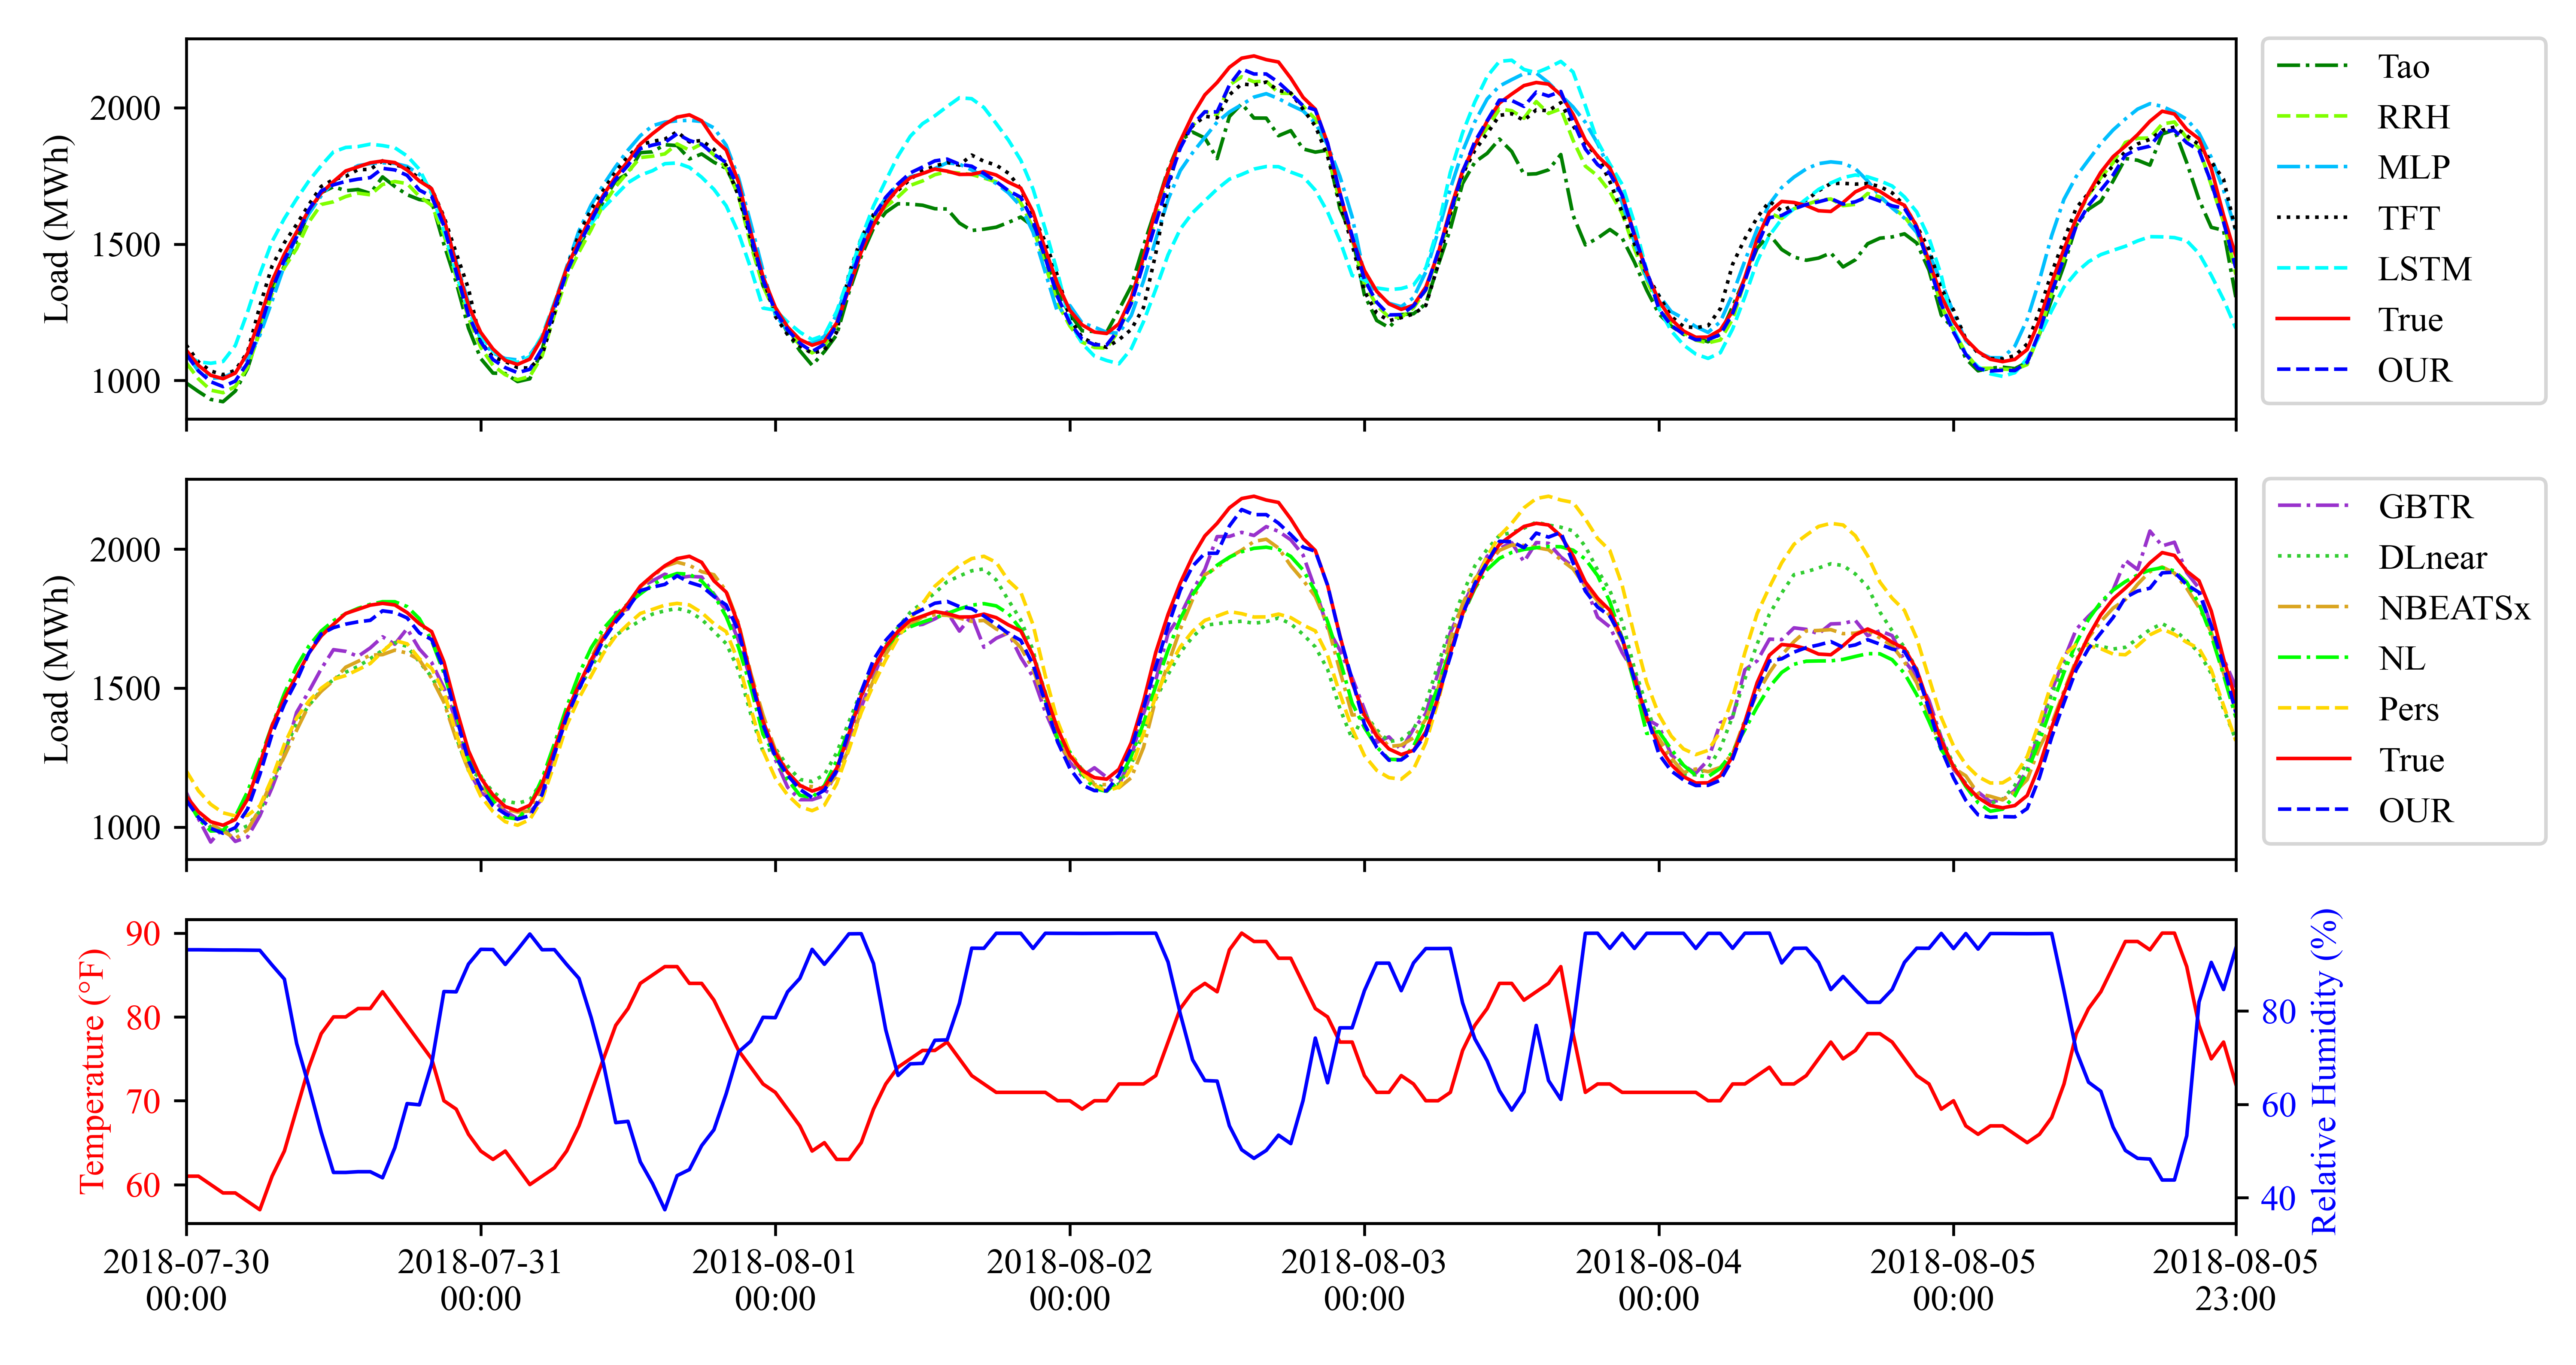 Load (MWh)
2000
1500
1000
Tao
RRH
MLP
TFT
LSTM
True
OUR
Load (MWh)
2000
1500
1000
GBTR
DLnear
NBEATSx
NL
Pers
True
OUR
Temperature (°F)
90
80
70
60
80
60
40
Relative Humidity (%)
2018-07-30 2018-07-31 2018-08-01 2018-08-02 2018-08-03 2018-08-04 2018-08-05 2018-08-05
00:00 00:00 00:00 00:00 00:00 00:00 00:00 23:00